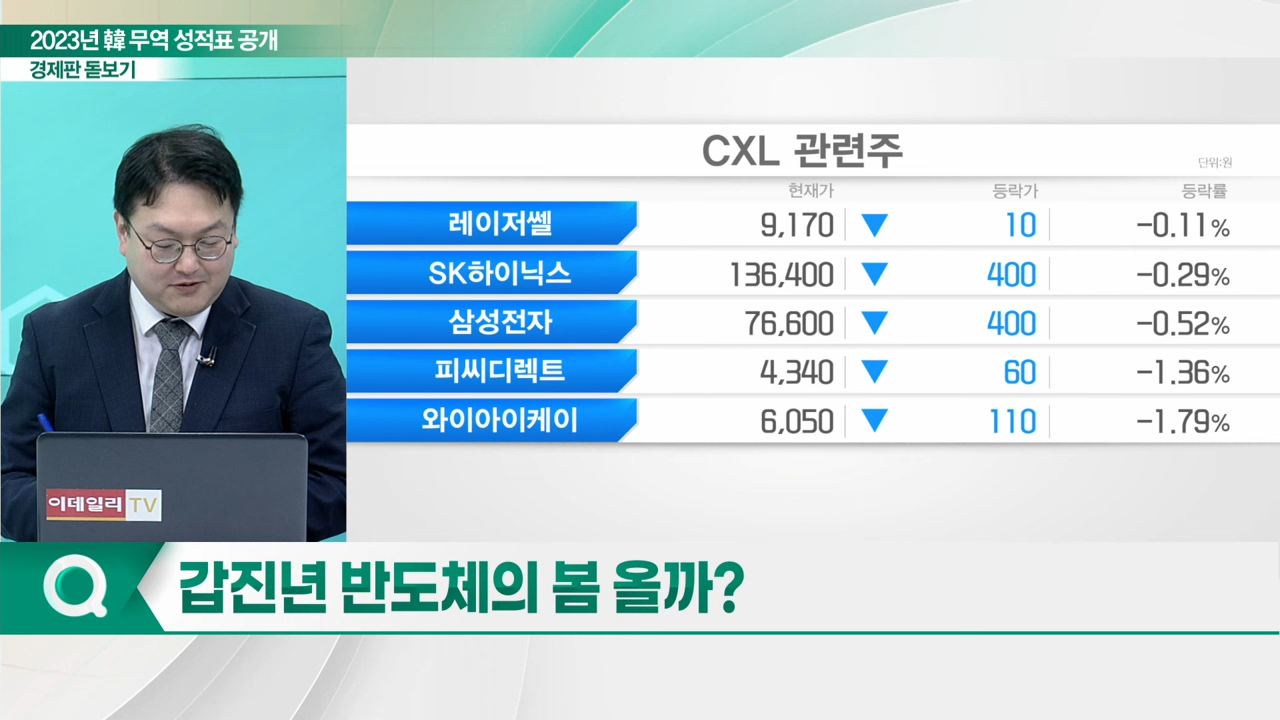 2023년 韓 무역 성적표 공개
경제판 돋보기
CXL 관련주
단위:원
현재가 등락가 등락률
레이저쎌 9,170 ▼ 10 -0.11%
SK하이닉스 136,400 ▼ 400 -0.29%
삼성전자 76,600 ▼ 400 -0.52%
피씨디렉트 4,340 ▼ 60 -1.36%
와이아이케이 6,050 ▼ 110 -1.79%
이데일리TV
Q 갑진년 반도체의 봄 올까?